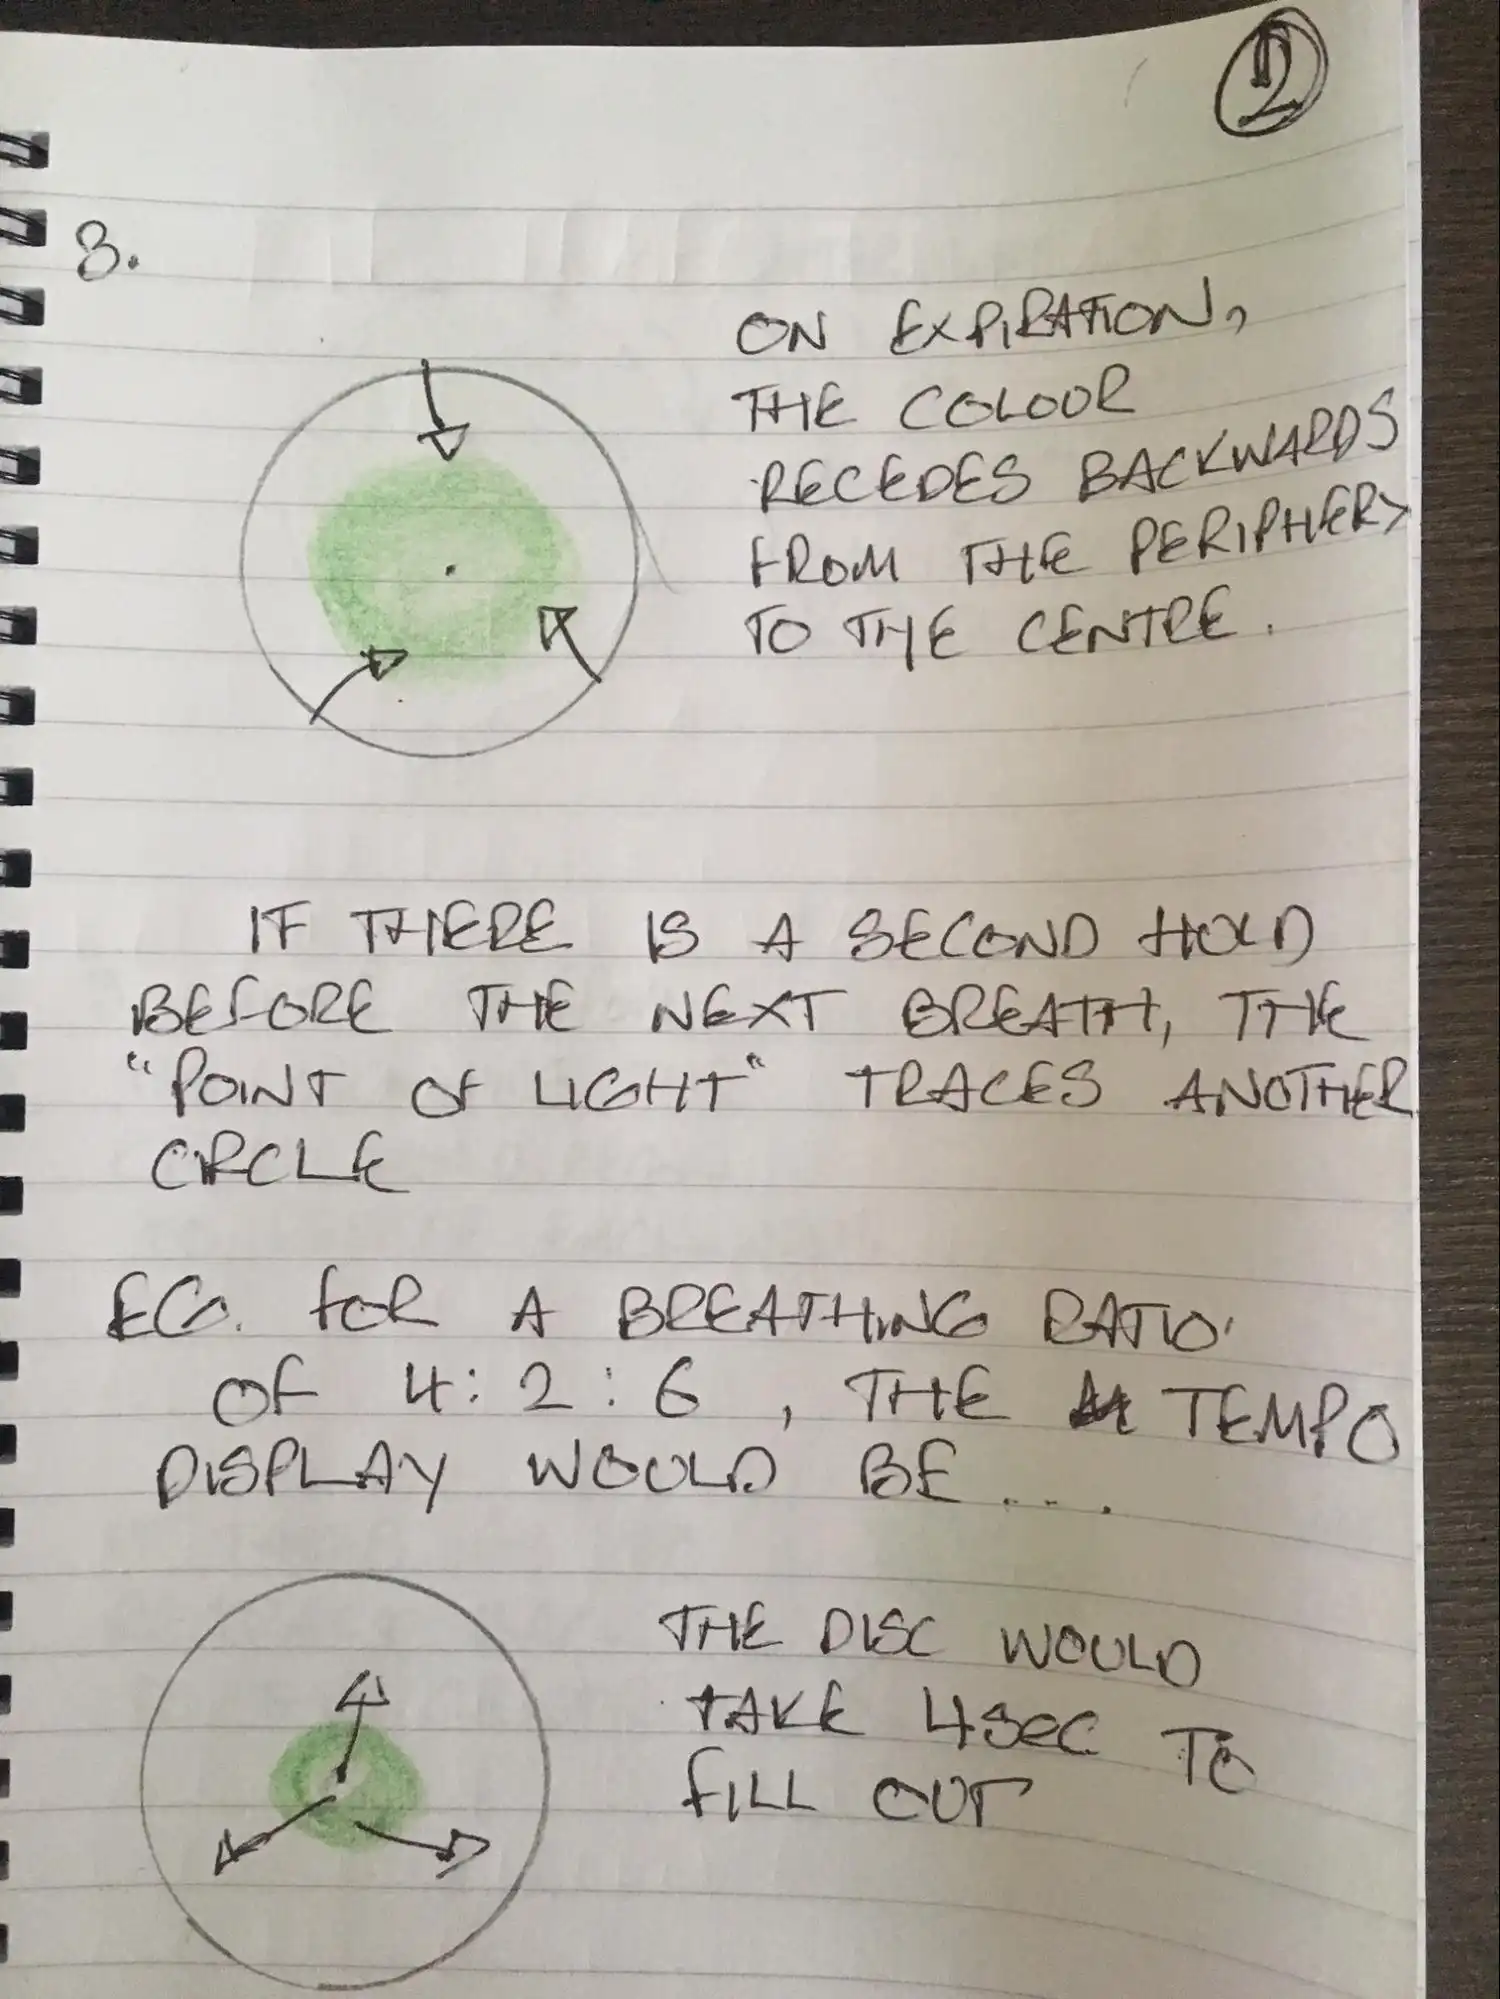 2
3.
ON EXPIRATION,
THE COLOUR
RECEDES BACKWARDS
FROM THE PERIPHERY
TO THE CENTRE.
IF THERE IS A SECOND HOLD
BEFORE THE NEXT BREATH, THE
"POINT OF LIGHT" TRACES ANOTHER
CIRCLE
EG. FOR A BREATHING RATIO
OF 4:2:6, THE TEMPO
DISPLAY WOULD BE....
THE DISC WOULD
TAKE 4SEC TO
FILL OUT